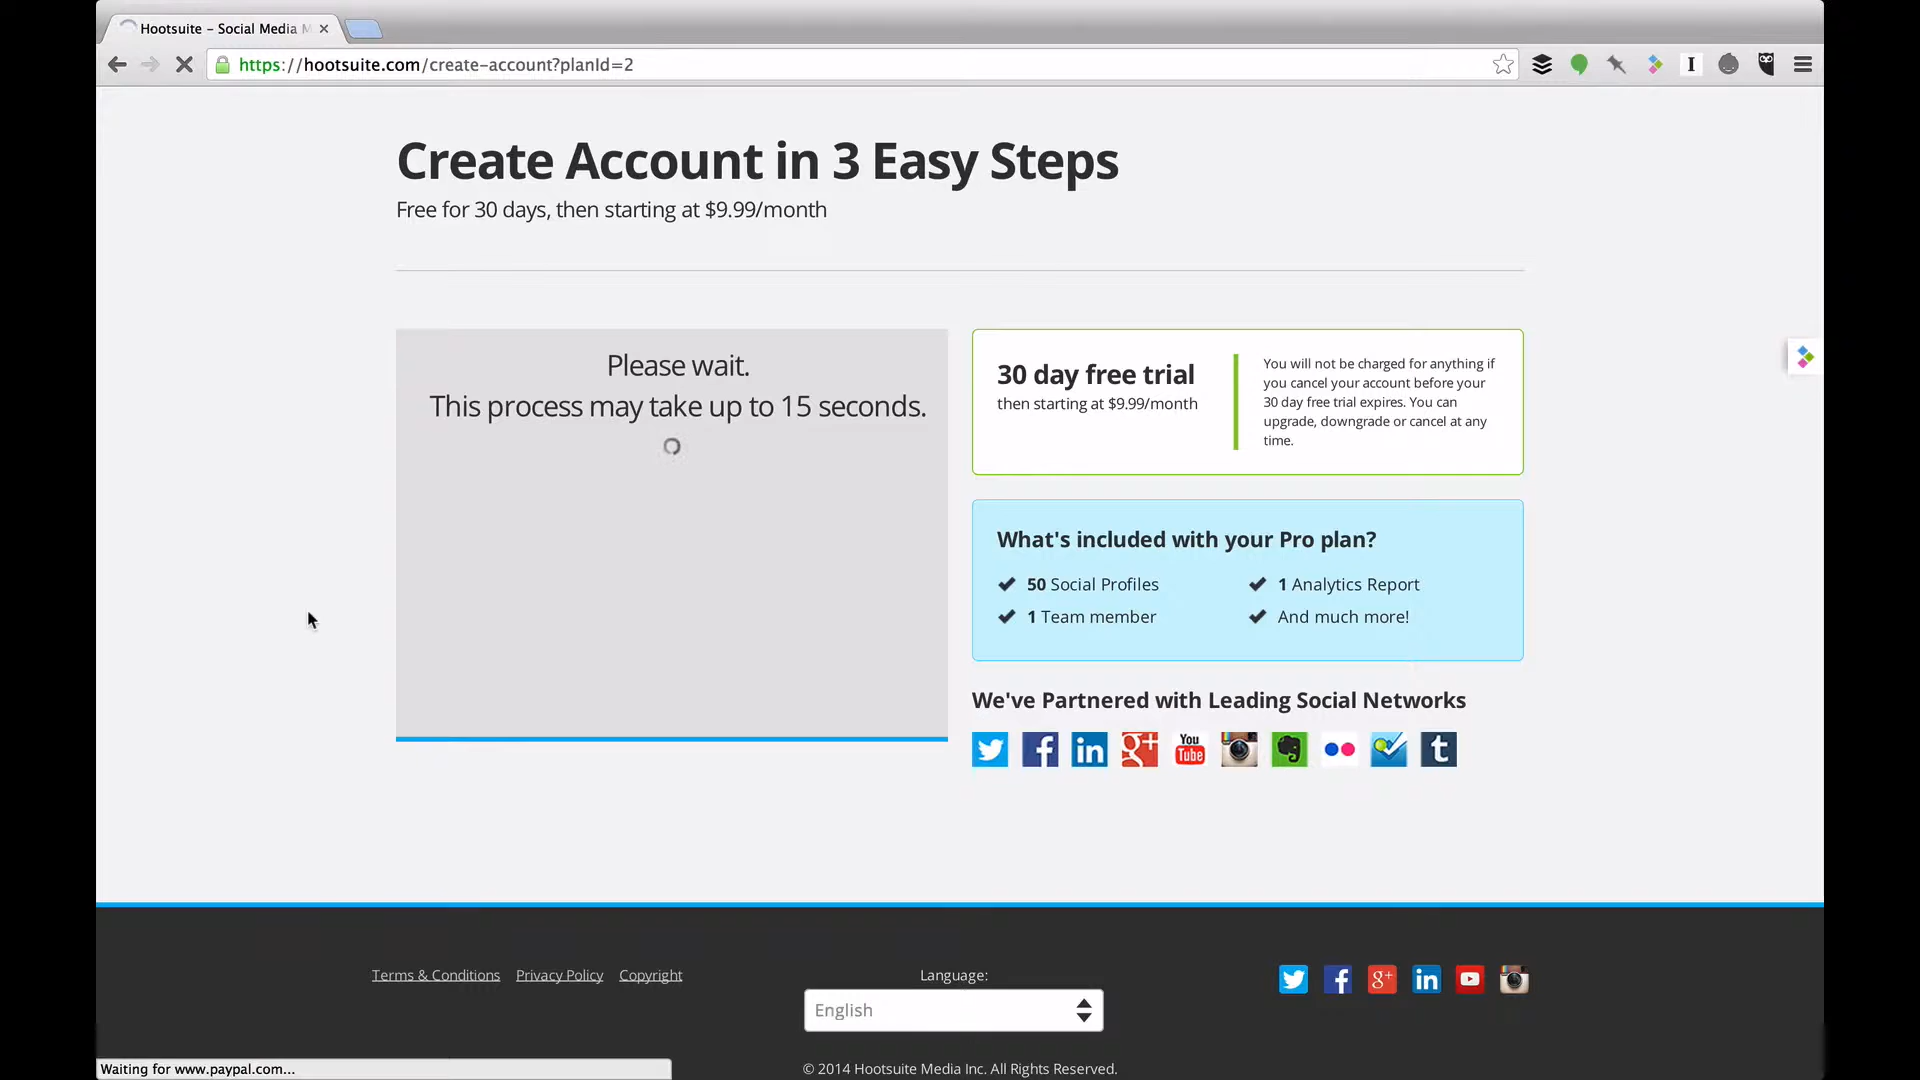 Hootsuite – Social Media M
https://hootsuite.com/create-account?planId=2
Create Account in 3 Easy Steps
Free for 30 days, then starting at $9.99/month
Please wait.
This process may take up to 15 seconds.
30 day free trial
then starting at $9.99/month
You will not be charged for anything if
you cancel your account before your
30 day free trial expires. You can
upgrade, downgrade or cancel at any
time.
What's included with your Pro plan?
50 Social Profiles
1 Analytics Report
1 Team member
And much more!
We've Partnered with Leading Social Networks
You
Tube
Terms & Conditions Privacy Policy Copyright
Language:
English
Waiting for www.paypal.com...
© 2014 Hootsuite Media Inc. All Rights Reserved.